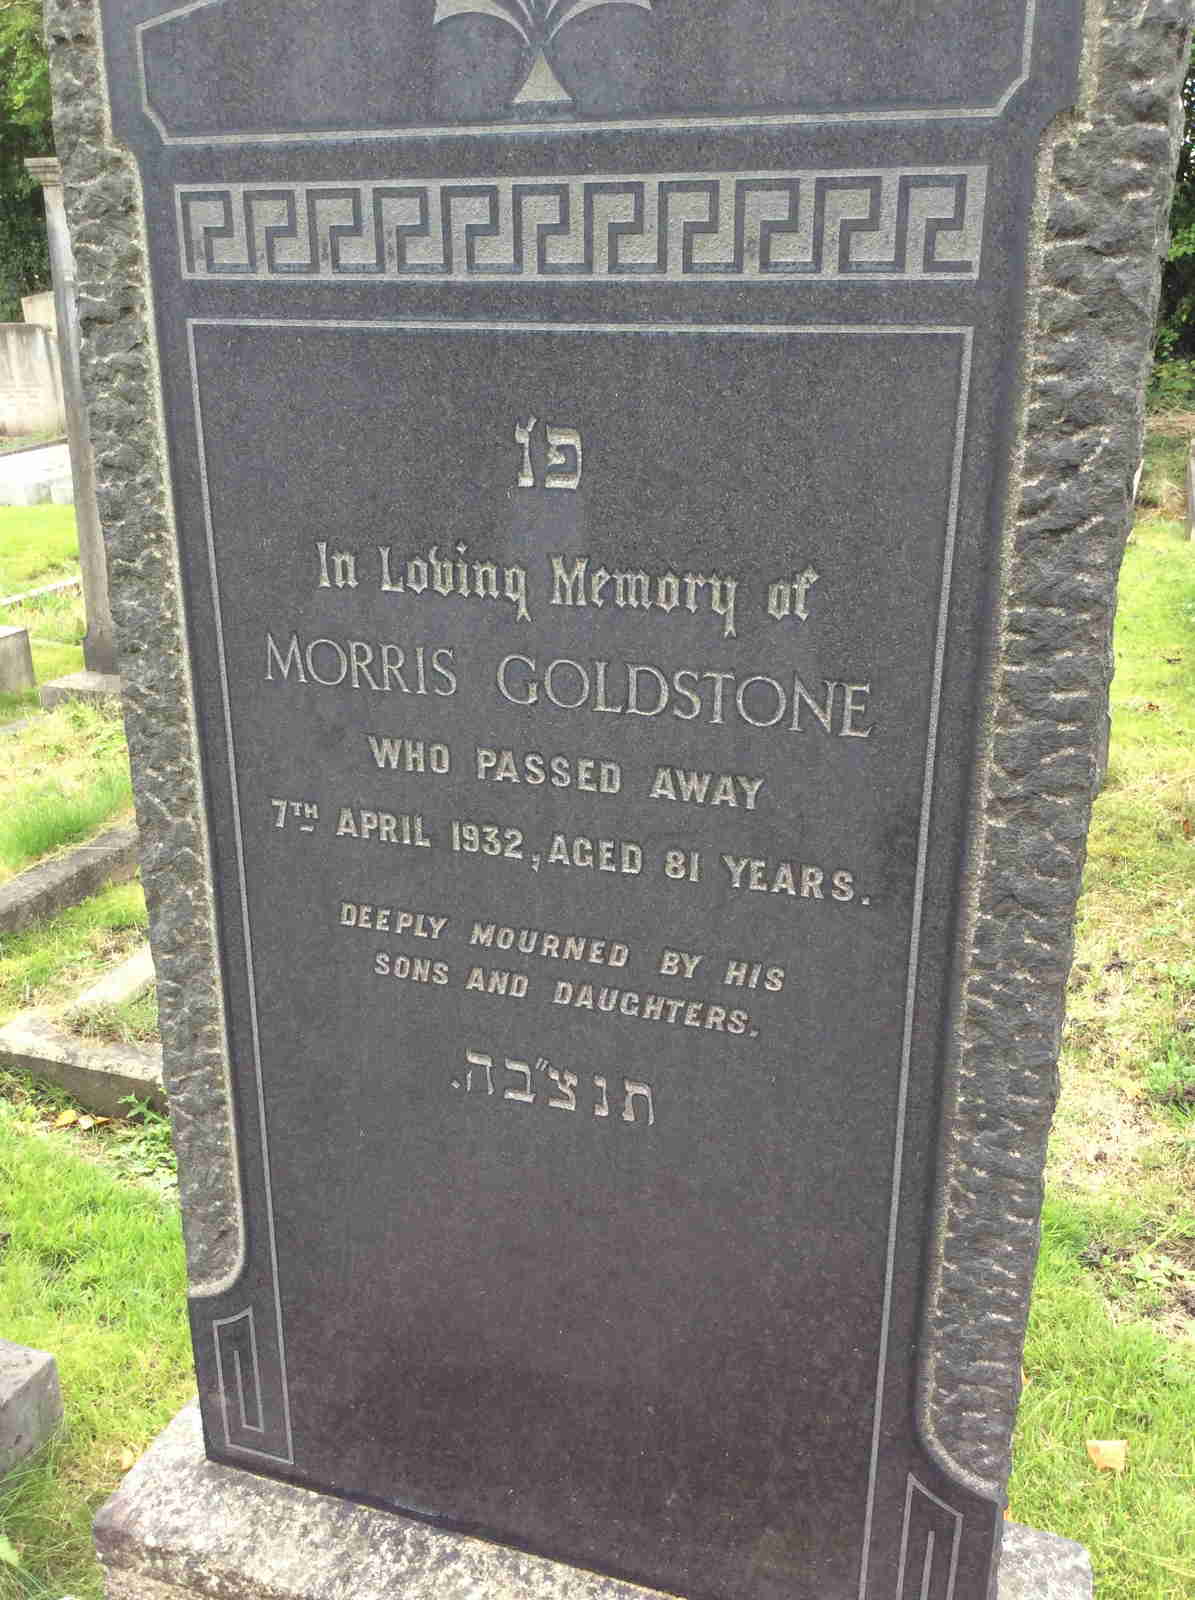 פ׳נ
In Loving Memory of
MORRIS GOLDSTONE
WHO PASSED AWAY
7TH APRIL 1932, AGED 81 YEARS.
DEEPLY MOURNED BY HIS
SONS AND DAUGHTERS.
תנצ״בה.